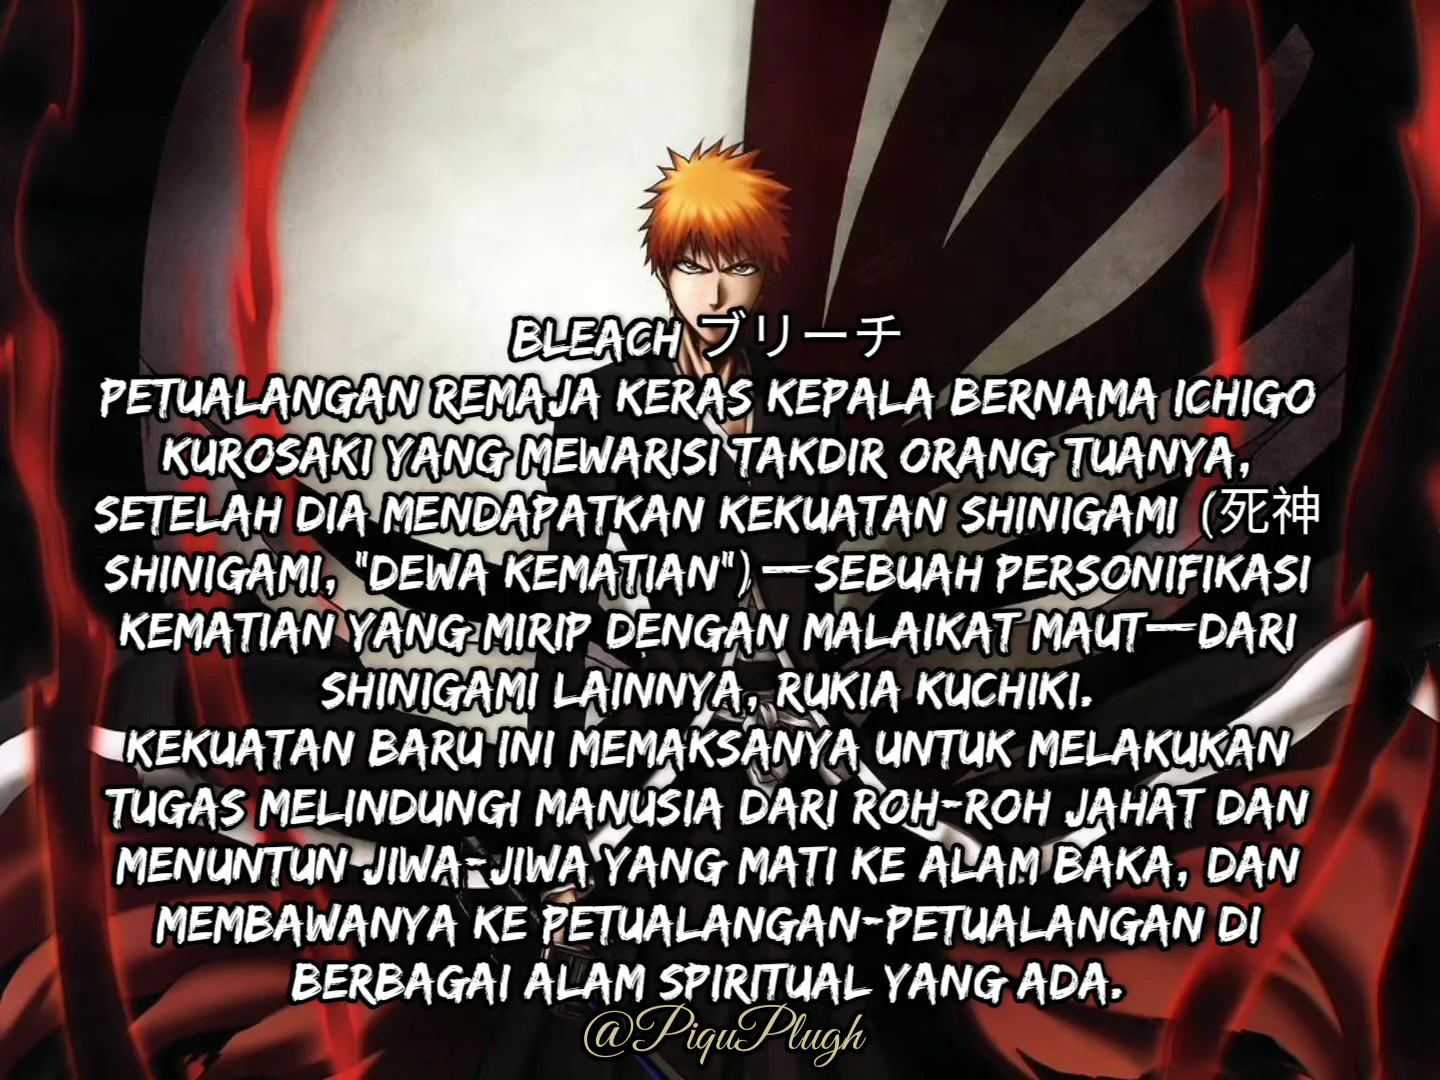 BLEACH ブリーチ
PETUALANGAN REMAJA KERAS KEPALA BERNAMA ICHIGO
KUROSAKI YANG MEWARISI TAKDIR ORANG TUANYA,
SETELAH DIA MENDAPATKAN KEKUATAN SHINIGAMI (死神
SHINIGAMI, "DEWA KEMATIAN") —SEBUAH PERSONIFIKASI
KEMATIAN YANG MIRIP DENGAN MALAIKAT MAUT—DARI
SHINIGAMI LAINNYA, RUKIA KUCHIKI.
KEKUATAN BARU INI MEMAKSANYA UNTUK MELAKUKAN
TUGAS MELINDUNGI MANUSIA DARI ROH-ROH JAHAT DAN
MENUNTUN JIWA-JIWA YANG MATI KE ALAM BAKA, DAN
MEMBAWANYA KE PETUALANGAN-PETUALANGAN DI
BERBAGAI ALAM SPIRITUAL YANG ADA.
@PiquPlugh